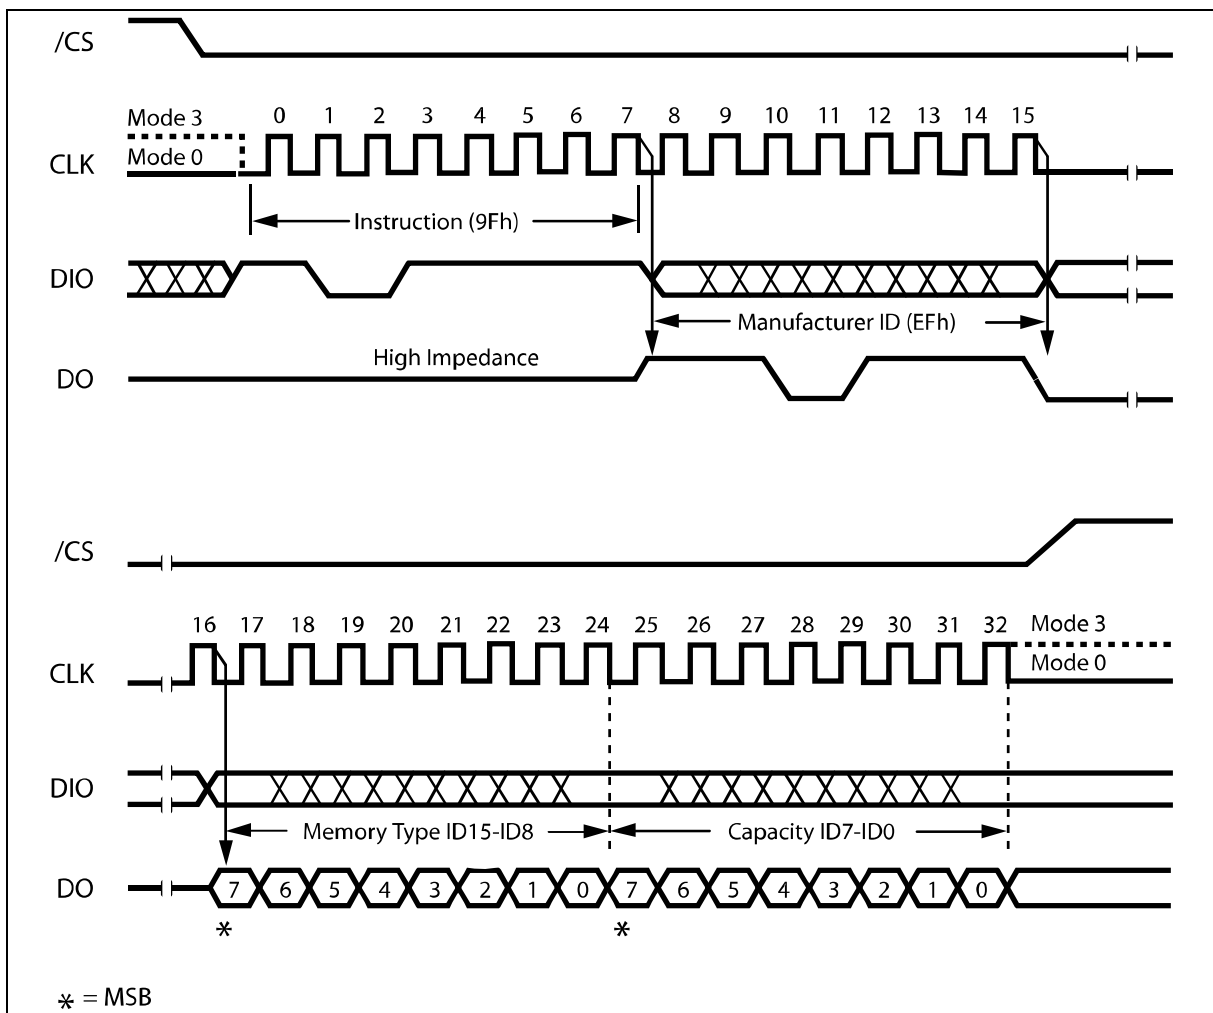 /CS
Mode 3
0 1 2 3 4 5 6 7 8 9 10 11 12 13 14 15
CLK
Mode 0
Instruction (9Fh)
DIO
Manufacturer ID (EFh)
High Impedance
DO
/CS
16 17 18 19 20 21 22 23 24 25 26 27 28 29 30 31 32
Mode 3
CLK
Mode 0
DIO
Memory Type ID15-ID8
Capacity ID7-ID0
DO
7 6 5 4 3 2 1 0 7 6 5 4 3 2 1 0
* *
* = MSB